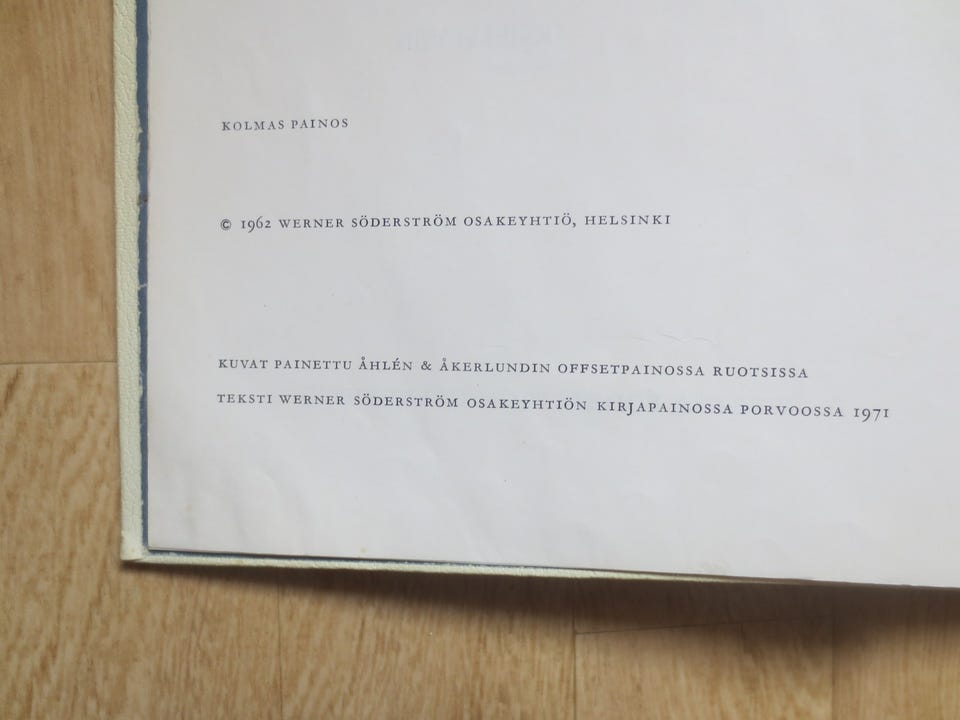 KOLMAS PAINOS
© 1962 WERNER SÖDERSTRÖM OSAKEYHTIÖ, HELSINKI
KUVAT PAINETTU ÅHLÉN & ÅKERLUNDIN OFFSETPAINOSSA RUOTSISSA
TEKSTI WERNER SÖDERSTRÖM OSAKEYHTIÖN KIRJAPAINOSSA PORVOOSSA 1971